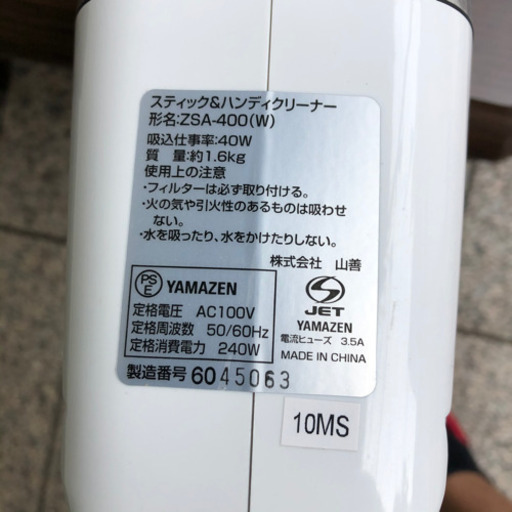 スティック&ハンディクリーナー
形名:ZSA-400(W)
吸込仕事率:40W
質 量:約1.6kg
使用上の注意
・フィルターは必ず取り付ける。
・火の気や引火性のあるものは吸わせ
ない。
・水を吸ったり、水をかけたりしない。
株式会社 山善
PSE YAMAZEN
定格電圧 AC100V
定格周波数 50/60Hz
定格消費電力 240W
S
JET
YAMAZEN
電流ヒューズ 3.5A
MADE IN CHINA
製造番号 6045063
10MS